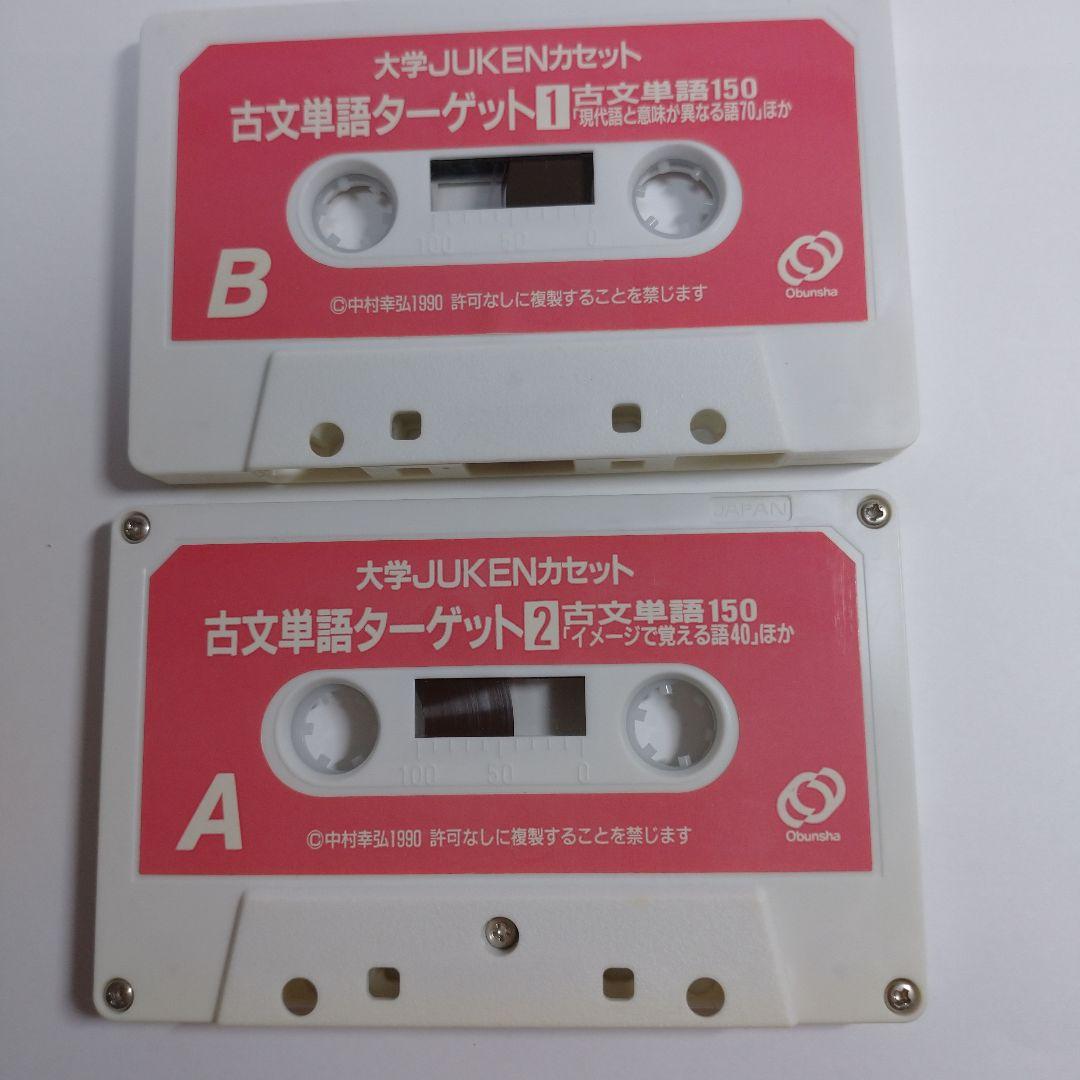 大学JUKENカセット
古文単語ターゲット1 古文単語150
「現代語と意味が異なる語70」ほか
100 50 0
B
Obunsha
©中村幸弘1990 許可なしに複製することを禁じます
JAPAN
大学JUKENカセット
古文単語ターゲット2 古文単語150
「イメージで覚える語40」ほか
100 50 0
A
Obunsha
©中村幸弘1990 許可なしに複製することを禁じます